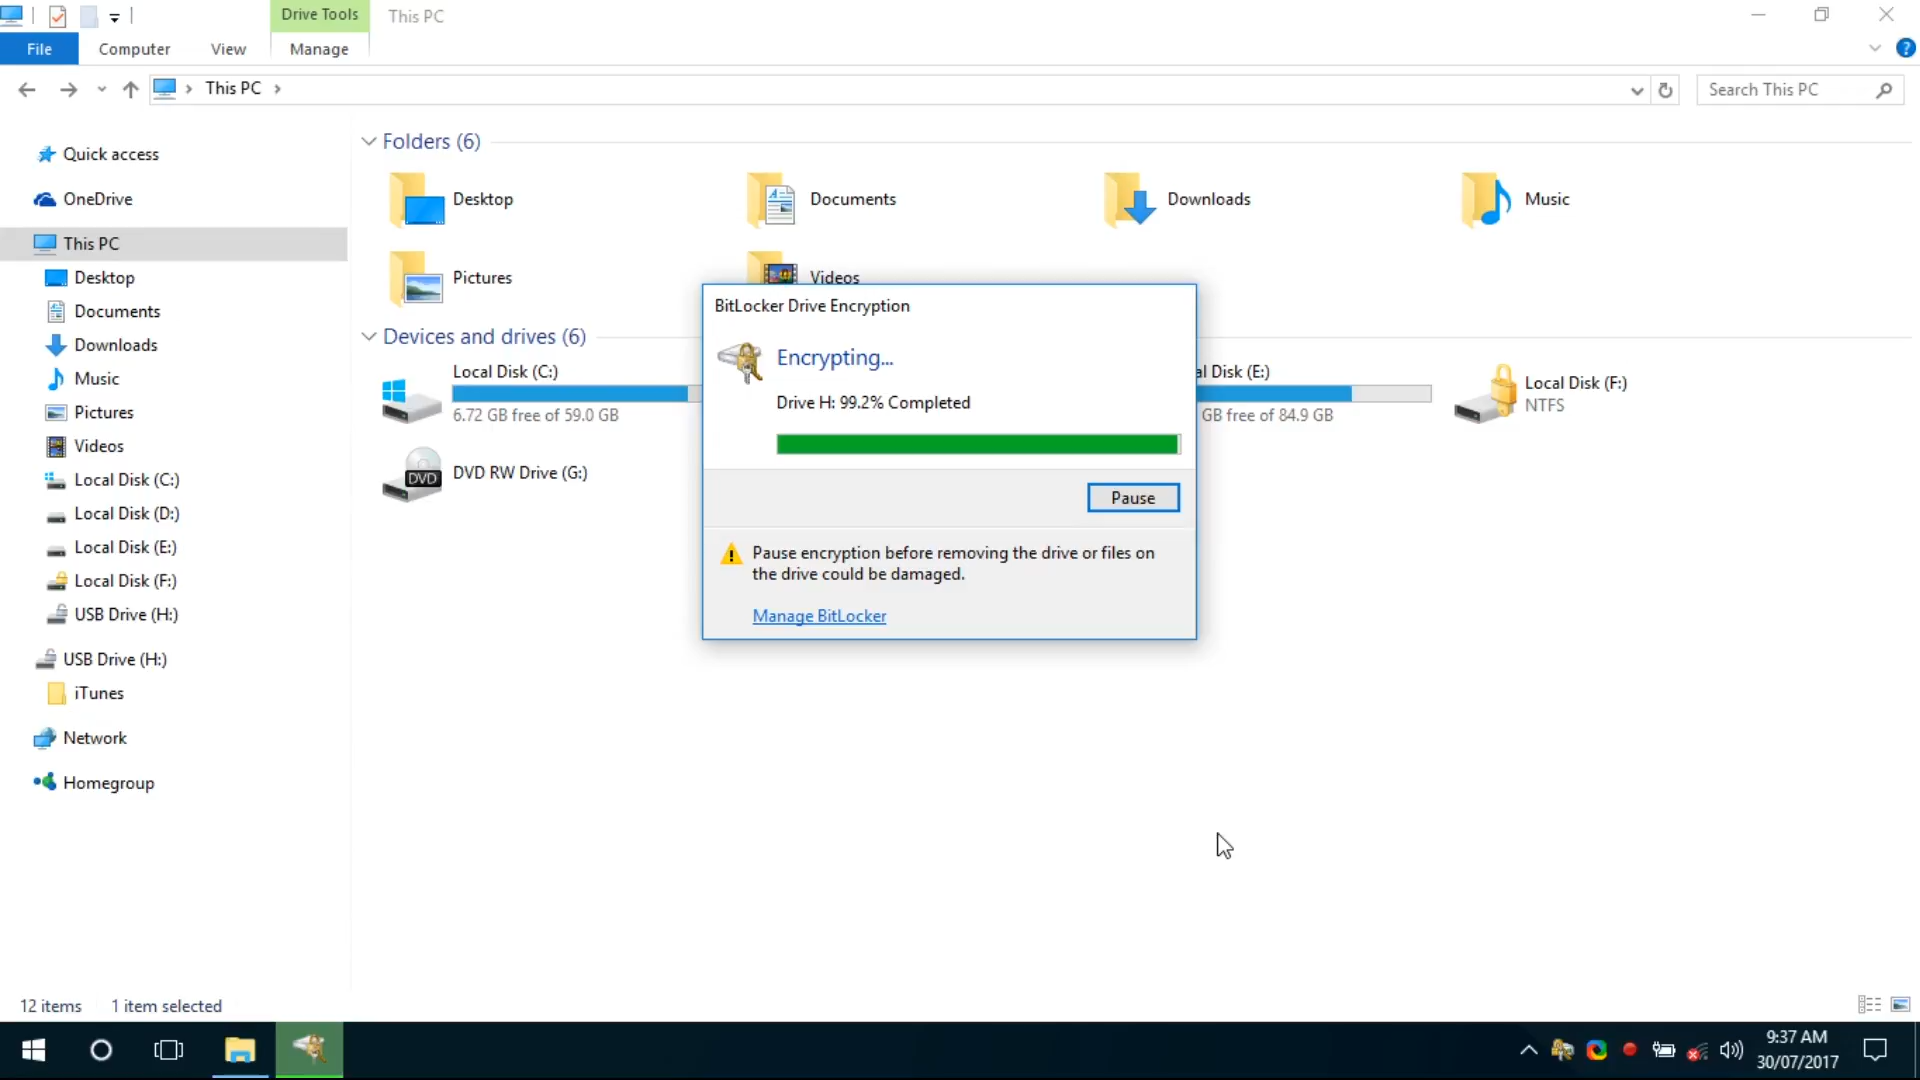 Drive Tools
This PC
File
Computer
View
Manage
This PC
Search This PC
Quick access
OneDrive
This PC
Desktop
Documents
Downloads
Music
Pictures
Videos
Local Disk (C:)
Local Disk (D:)
Local Disk (E:)
Local Disk (F:)
USB Drive (H:)
USB Drive (H:)
iTunes
Network
Homegroup
Folders (6)
Desktop
Documents
Downloads
Music
Pictures
Videos
Devices and drives (6)
Local Disk (C:)
6.72 GB free of 59.0 GB
al Disk (E:)
GB free of 84.9 GB
Local Disk (F:)
NTFS
DVD
DVD RW Drive (G:)
BitLocker Drive Encryption
Encrypting...
Drive H: 99.2% Completed
Pause
Pause encryption before removing the drive or files on
the drive could be damaged.
Manage BitLocker
12 items
1 item selected
9:37 AM
30/07/2017